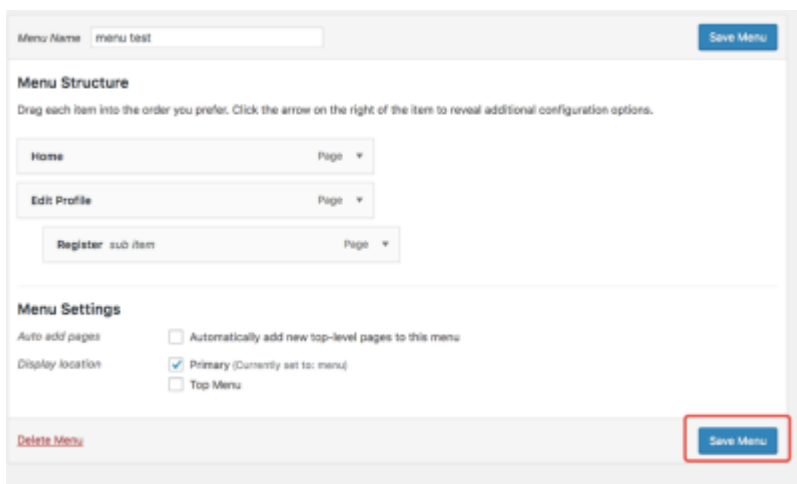 Menu Name menu test Save Menu
Menu Structure
Drag each item into the order you prefer. Click the arrow on the right of the item to reveal additional configuration options.
Home Page ▼
Edit Profile Page ▼
Register sub item Page ▼
Menu Settings
Auto add pages Automatically add new top-level pages to this menu
Display location Primary (Currently set to: menu)
Top Menu
Delete Menu Save Menu